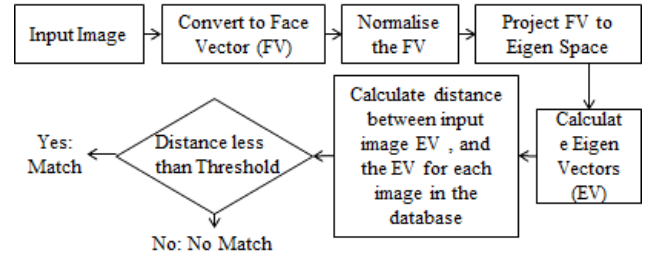 Input Image
Convert to Face
Vector (FV)
Normalise
the FV
Project FV to
Eigen Space
Calculat
e Eigen
Vectors
(EV)
Calculate distance
between input
image EV , and
the EV for each
image in the
database
Distance less
than Threshold
Yes:
Match
No: No Match